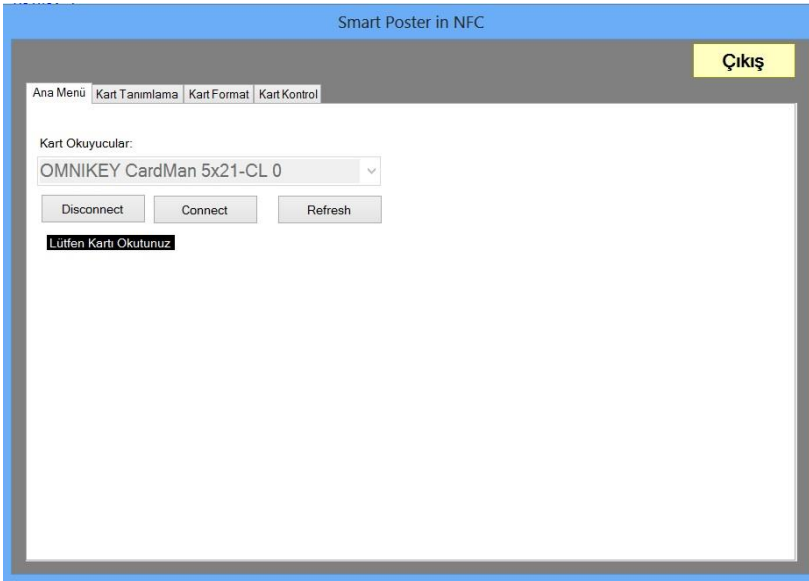 Smart Poster in NFC
Çıkış
Ana Menü Kart Tanımlama Kart Format Kart Kontrol
Kart Okuyucular:
OMNIKEY CardMan 5x21-CL 0
Disconnect Connect Refresh
Lütfen Kartı Okutunuz